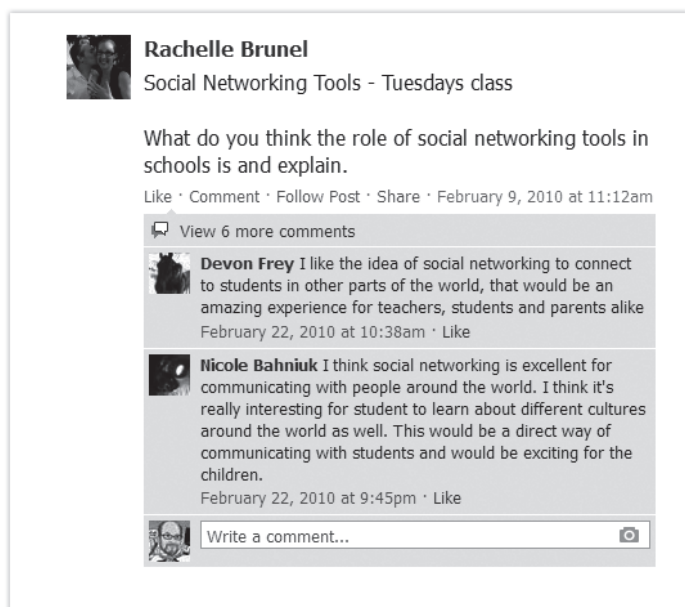 Rachelle Brunel
Social Networking Tools - Tuesdays class
What do you think the role of social networking tools in
schools is and explain.
Like · Comment · Follow Post · Share · February 9, 2010 at 11:12am
View 6 more comments
Devon Frey I like the idea of social networking to connect
to students in other parts of the world, that would be an
amazing experience for teachers, students and parents alike
February 22, 2010 at 10:38am · Like
Nicole Bahniuk I think social networking is excellent for
communicating with people around the world. I think it's
really interesting for student to learn about different cultures
around the world as well. This would be a direct way of
communicating with students and would be exciting for the
children.
February 22, 2010 at 9:45pm · Like
Write a comment...